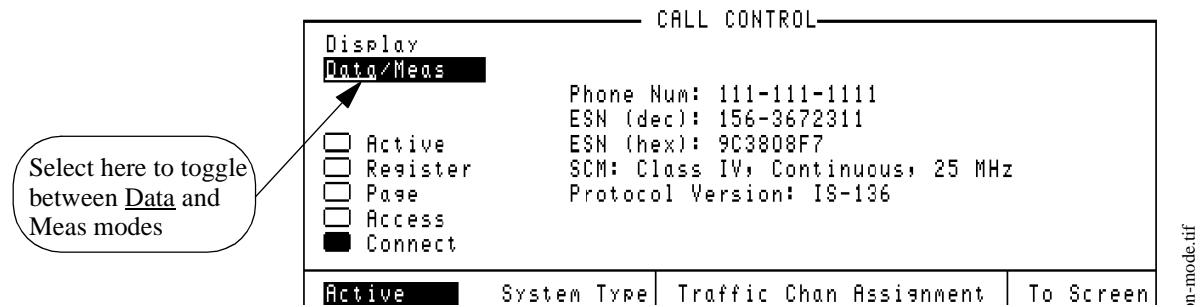 CALL CONTROL
Display
Data/Meas
Phone Num: 111-111-1111
ESN (dec): 156-3672311
Active ESN (hex): 9C3808F7
Register SCM: Class IV, Continuous, 25 MHz
Page Protocol Version: IS-136
Access
Connect
Select here to toggle
between Data and
Meas modes
Active System Type Traffic Chan Assignment To Screen
-mode.tif